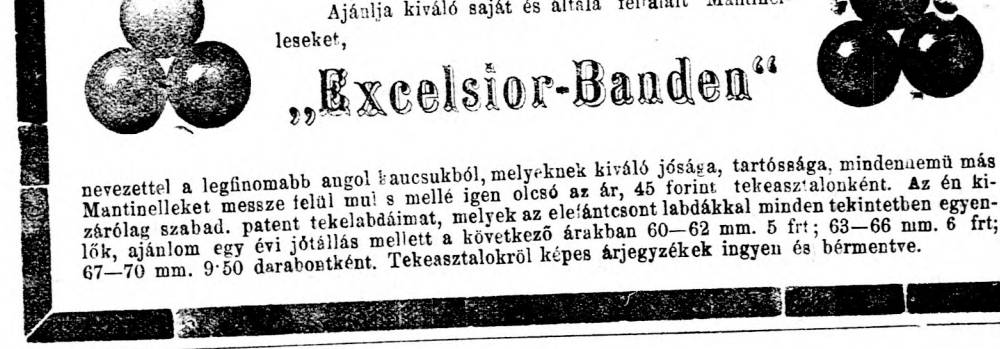 Ajánlja kiváló saját és általa feltalált Mantinel-
leseket,
„Excelsior-Banden“
nevezettel a legfinomabb angol kaucsukból, melyeknek kiváló jósága, tartóssága, mindennemü más
Mantinelleket messze felül mul s mellé igen olcsó az ár, 45 forint tekeasztalonként. Az én ki-
zárólag szabad. patent tekelabdáimat, melyek az elefántcsont labdákkal minden tekintetben egyen-
lők, ajánlom egy évi jótállás mellett a következő árakban 60—62 mm. 5 frt; 63—66 mm. 6 frt;
67—70 mm. 9·50 darabontként. Tekeasztalokról képes árjegyzékek ingyen és bérmentve.